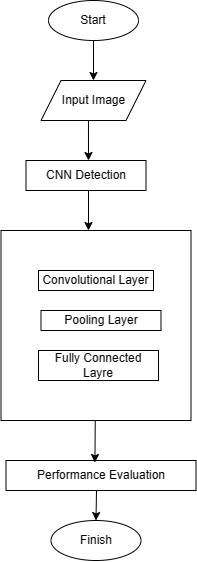 Start
Input Image
CNN Detection
Convolutional Layer
Pooling Layer
Fully Connected
Layre
Performance Evaluation
Finish